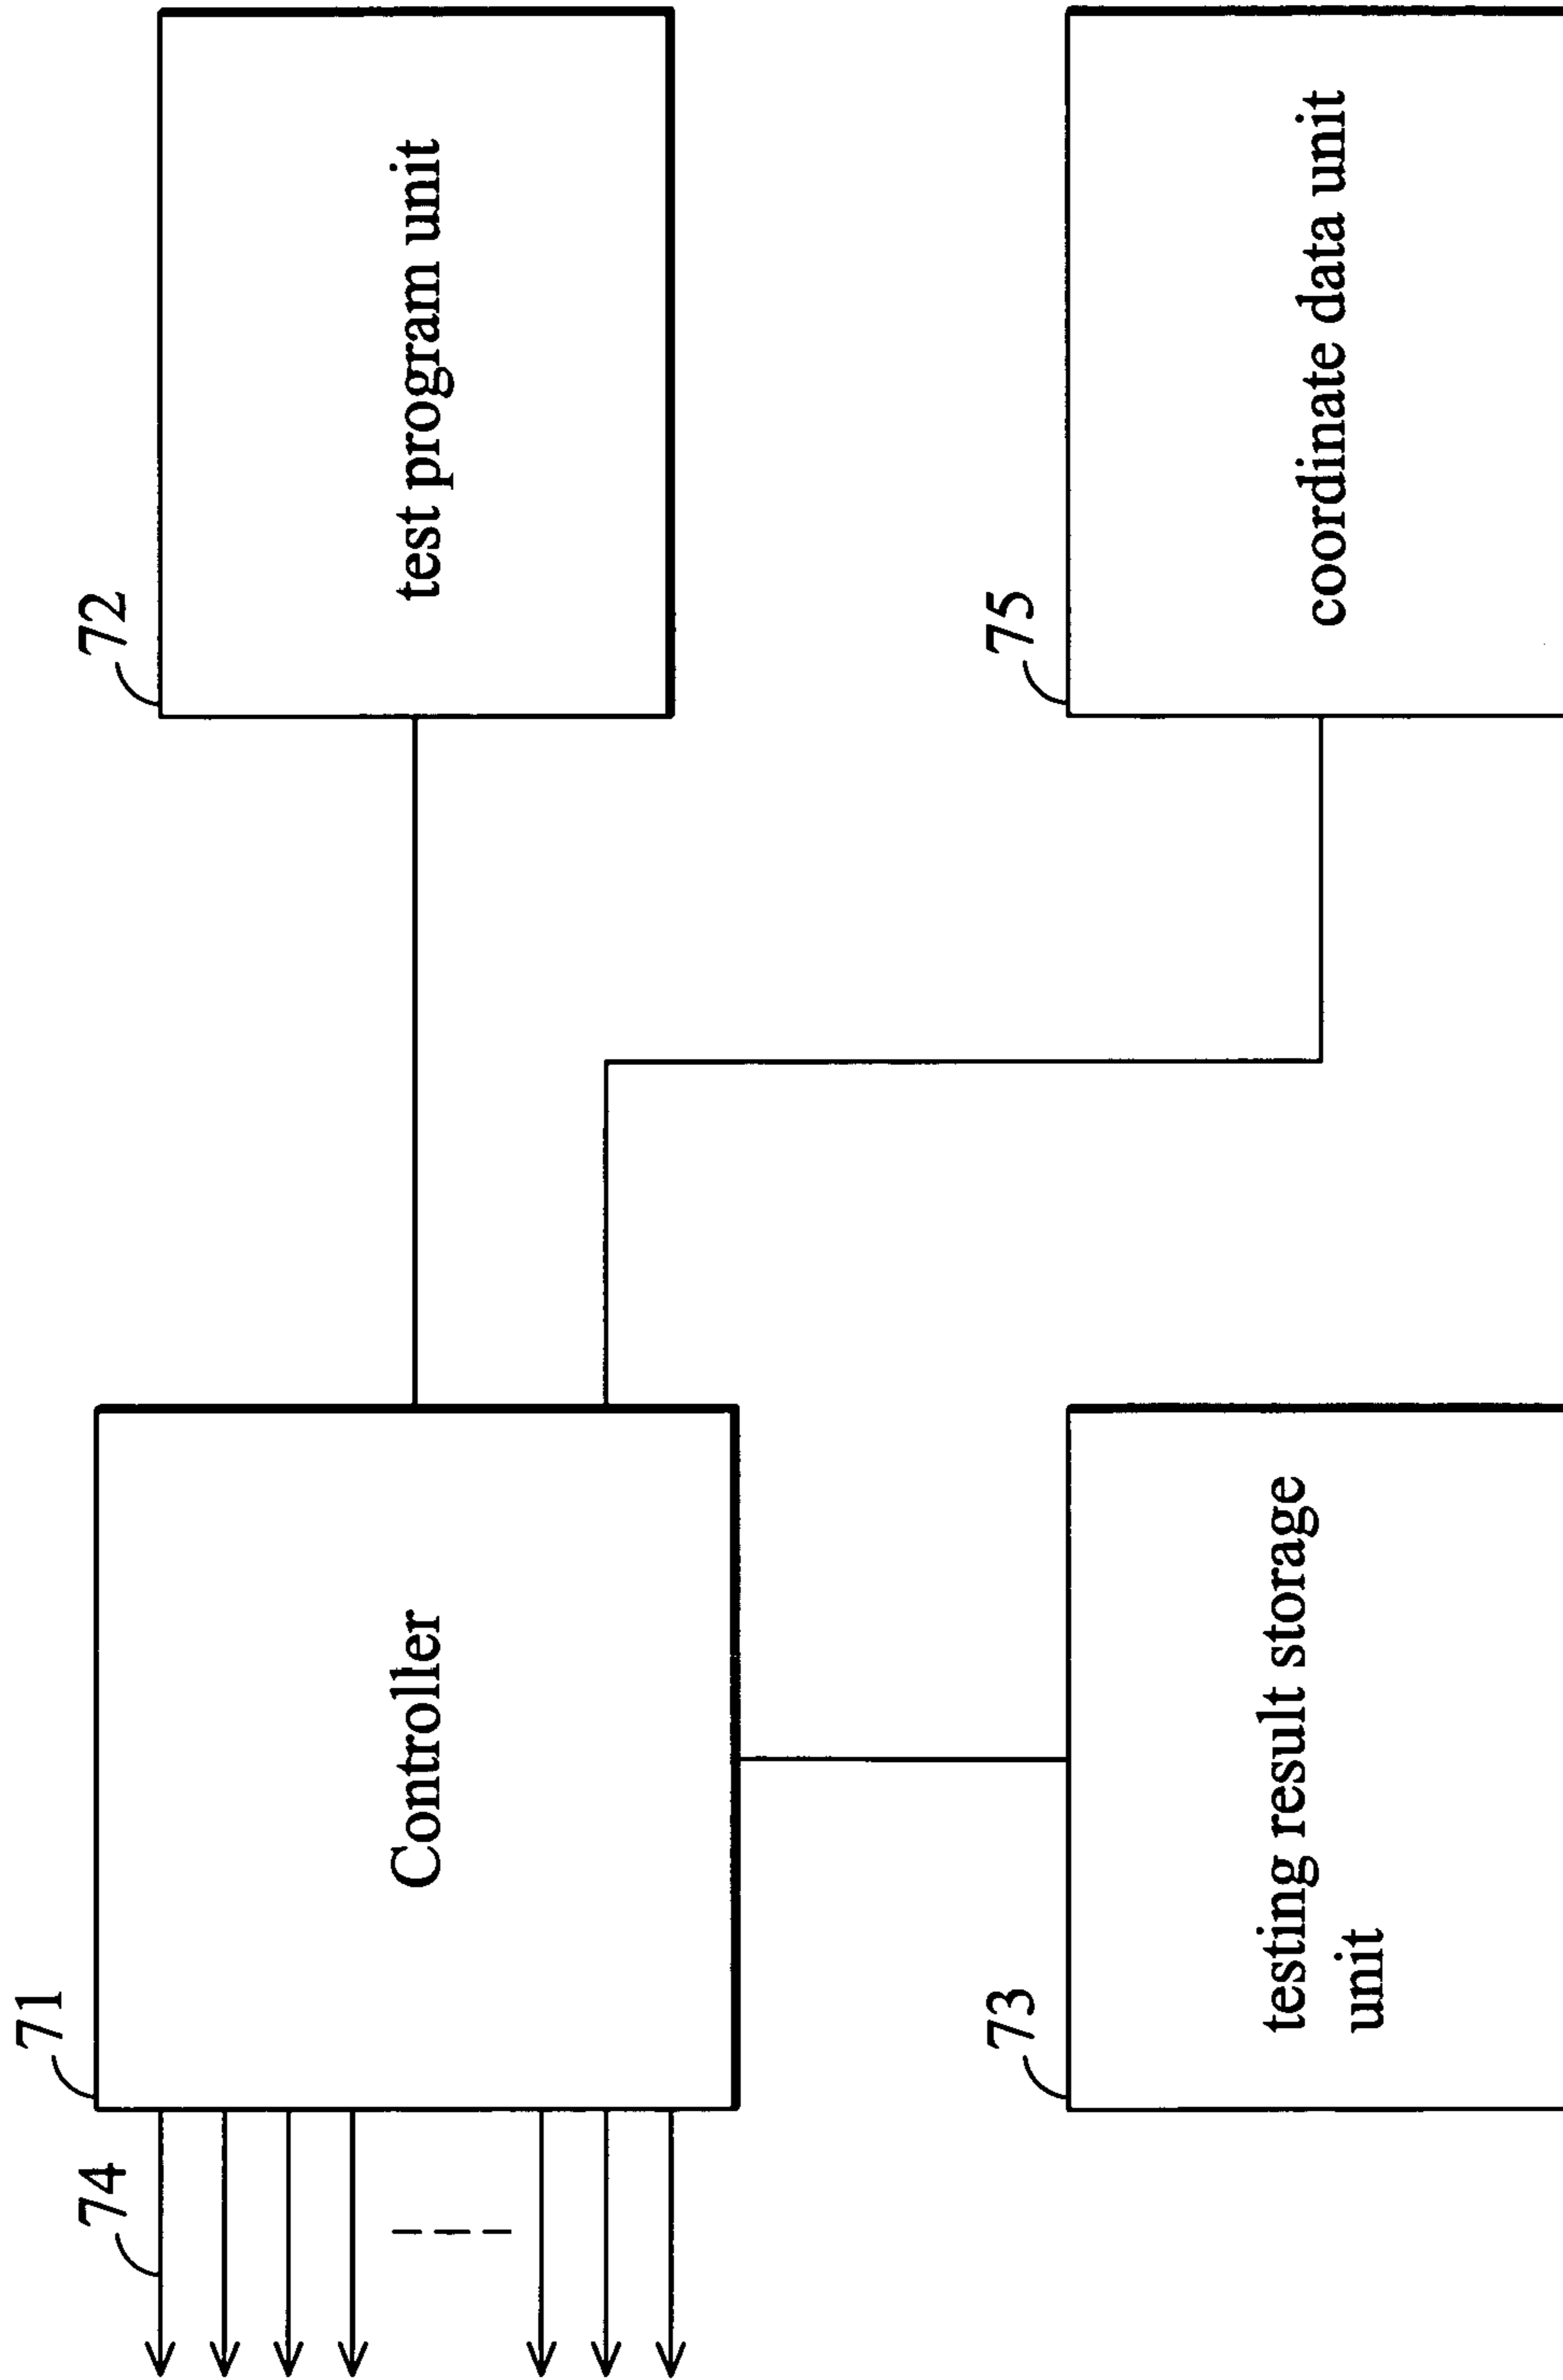 71
Controller
72
test program unit
73
testing result storage
unit
74
75
coordinate data unit